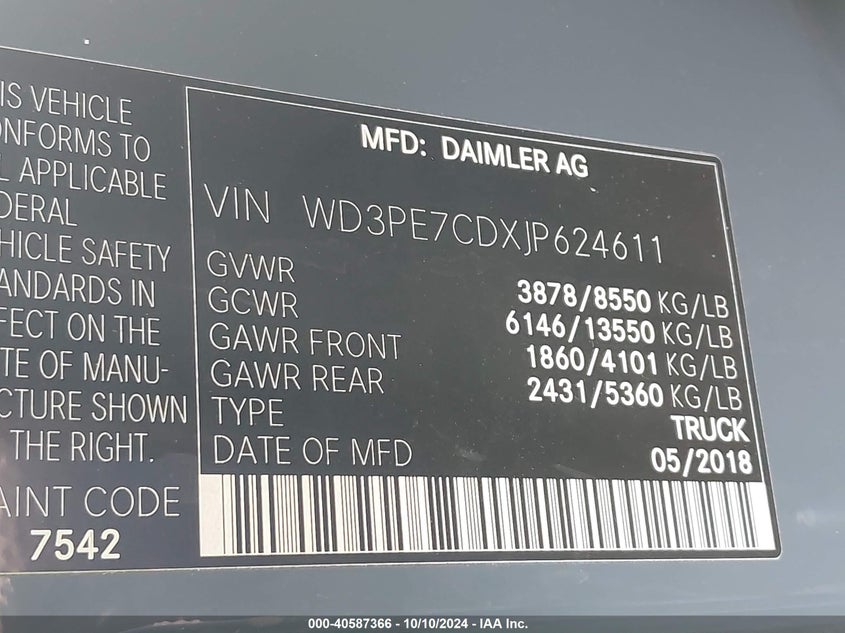 IS VEHICLE
ONFORMS TO
L APPLICABLE
DERAL
HICLE SAFETY
ANDARDS IN
FECT ON THE
TE OF MANU-
CTURE SHOWN
THE RIGHT.
AINT CODE
7542
MFD: DAIMLER AG
VIN WD3PE7CDXJP624611
GVWR 3878/8550 KG/LB
GCWR 6146/13550 KG/LB
GAWR FRONT 1860/4101 KG/LB
GAWR REAR 2431/5360 KG/LB
TYPE TRUCK
DATE OF MFD 05/2018
000-40587366 - 10/10/2024 - IAA Inc.